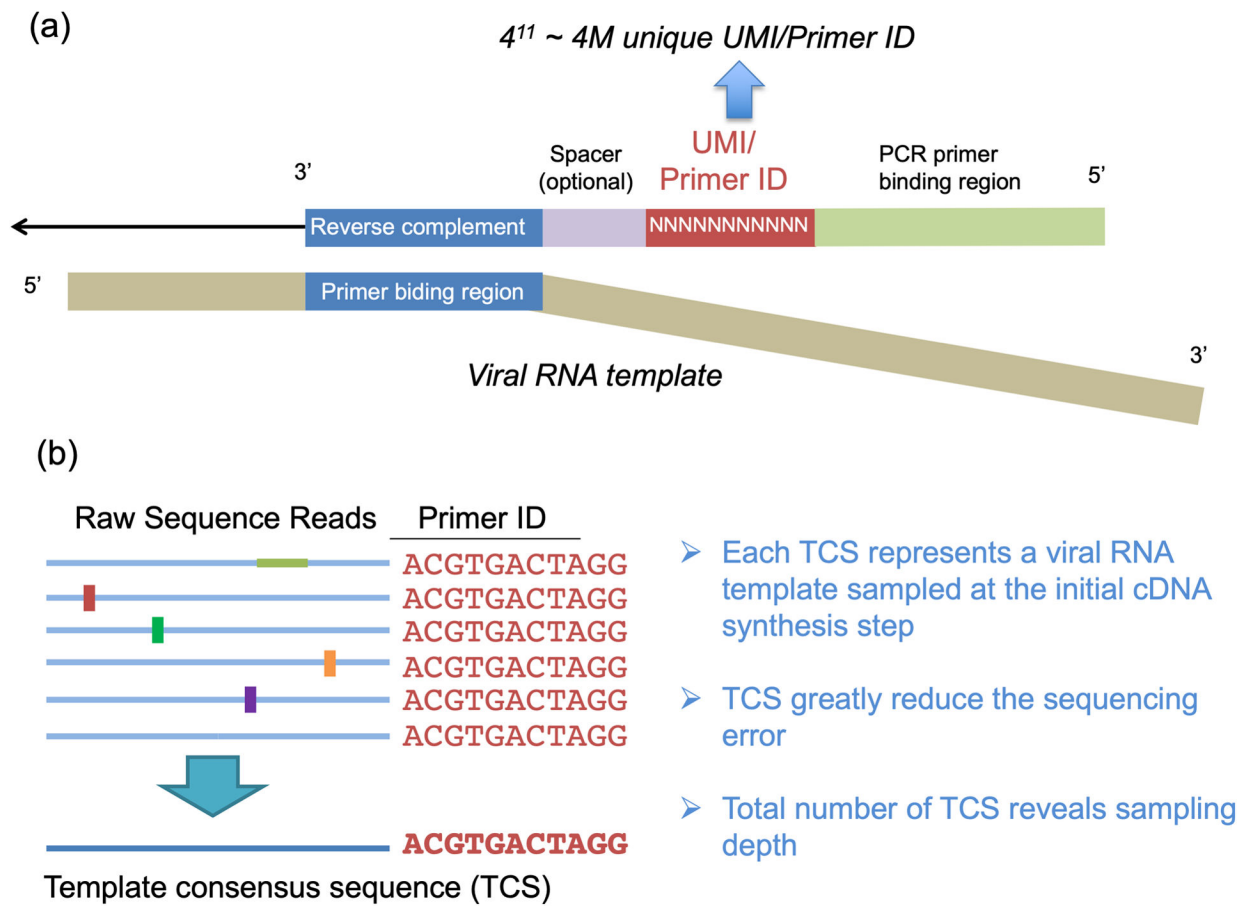 (a)
4¹¹ ~ 4M unique UMI/Primer ID
3’
Spacer
(optional)
UMI/
Primer ID
PCR primer
binding region
5’
Reverse complement
NNNNNNNNNNN
5’
Primer biding region
3’
Viral RNA template
(b)
Raw Sequence Reads
Primer ID
ACGTGACTAGG
ACGTGACTAGG
ACGTGACTAGG
ACGTGACTAGG
ACGTGACTAGG
ACGTGACTAGG
ACGTGACTAGG
Template consensus sequence (TCS)
➢ Each TCS represents a viral RNA
template sampled at the initial cDNA
synthesis step
➢ TCS greatly reduce the sequencing
error
➢ Total number of TCS reveals sampling
depth